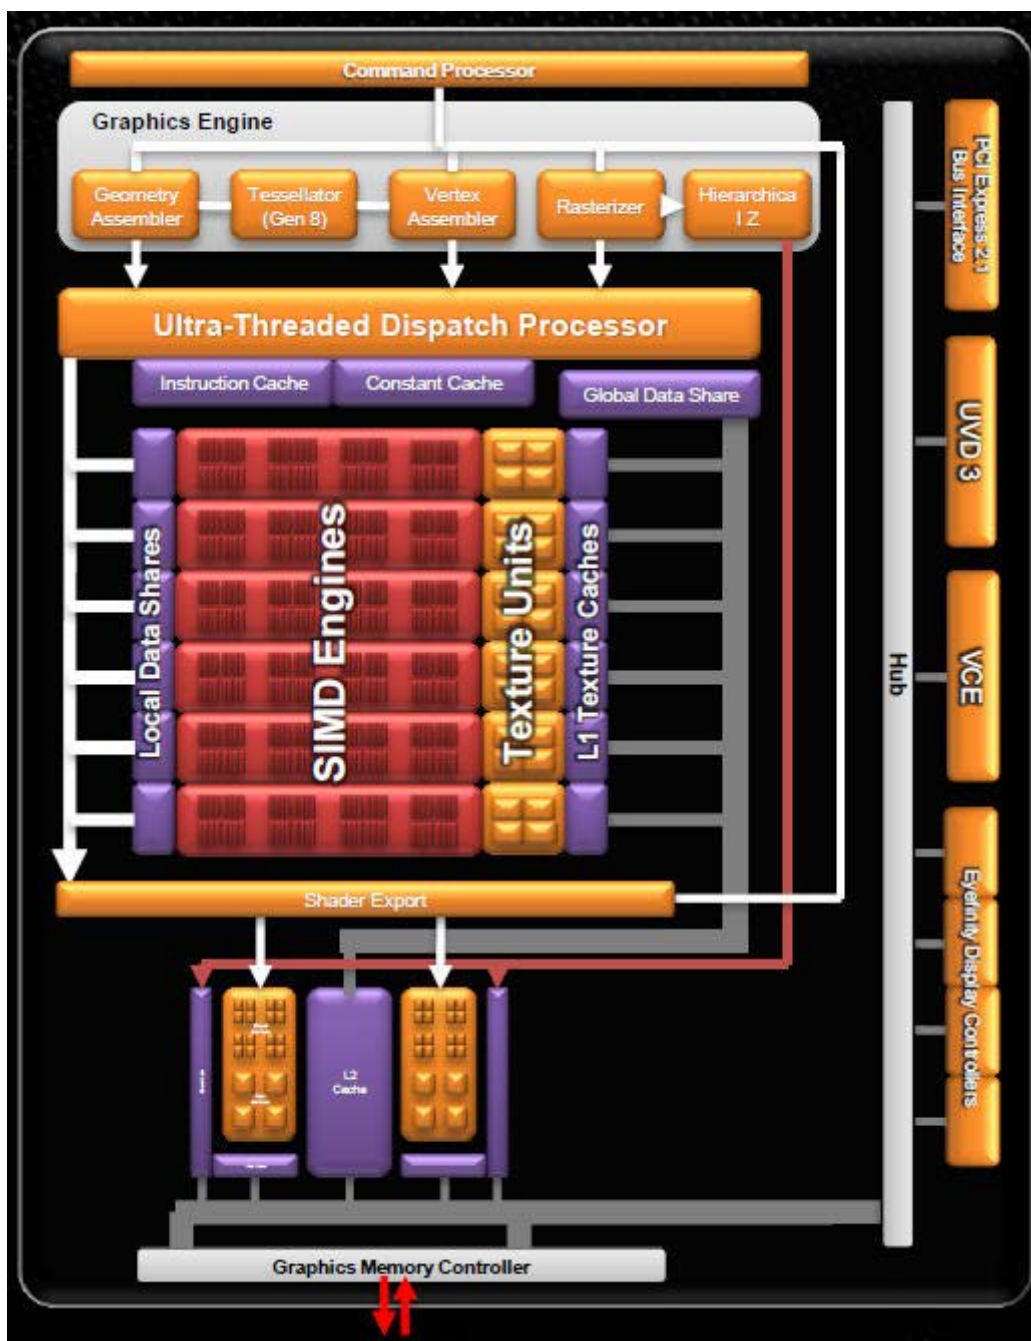 Command Processor
Graphics Engine
Geometry
Assembler
Tessellator
(Gen 8)
Vertex
Assembler
Rasterizer
Hierarchica
l Z
Ultra-Threaded Dispatch Processor
Instruction Cache
Constant Cache
Global Data Share
Local Data Shares
SIMD Engines
Texture Units
L1 Texture Caches
Shader Export
L2
Cache
Graphics Memory Controller
Hub
PCI Express 2.1
Bus Interface
UVD 3
VCE
Eyefinity Display Controllers